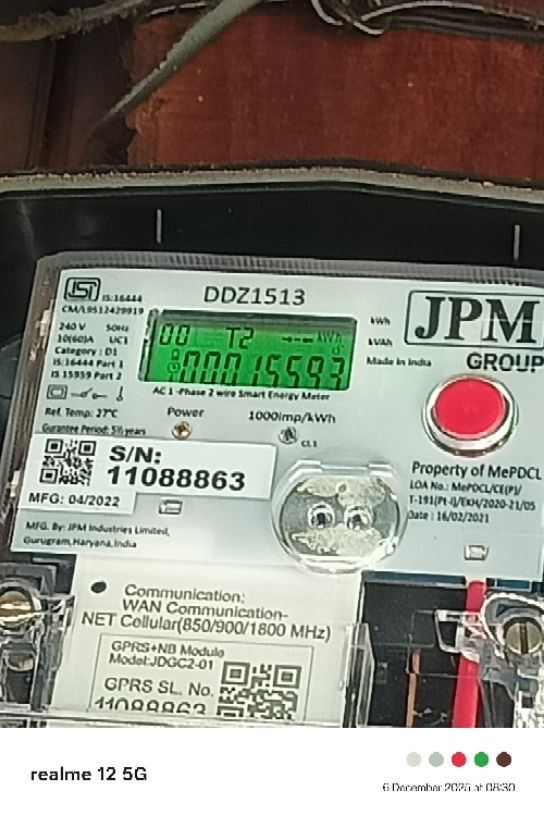 IS:16444
CM/L9512429919
DDZ1513
JPM
GROUP
240 V 50Hz
10(60)A UC1
Category : D1
IS:16444 Part 1
IS 15959 Part 2
00 T2 kWh
kWh
kVAh
Made in India
AC 1-Phase 2 wire Smart Energy Meter
Ref. Temp: 27°C
Gurantee Period: 5½ years
Power
1000imp/kWh
CL 1
S/N:
11088863
MFG: 04/2022
MFG. By: JPM Industries Limited,
Gurugram, Haryana, India
Property of MePDCL
LOA No.: MePDCL/CE(P)/
T-191(Pt-I)/EKH/2020-21/05
Date : 16/02/2021
Communication:
WAN Communication-
NET Cellular(850/900/1800 MHz)
GPRS+NB Module
Model:JDGC2-01
GPRS SL. No.
11088863
realme 12 5G
6 December 2025 at 08:30